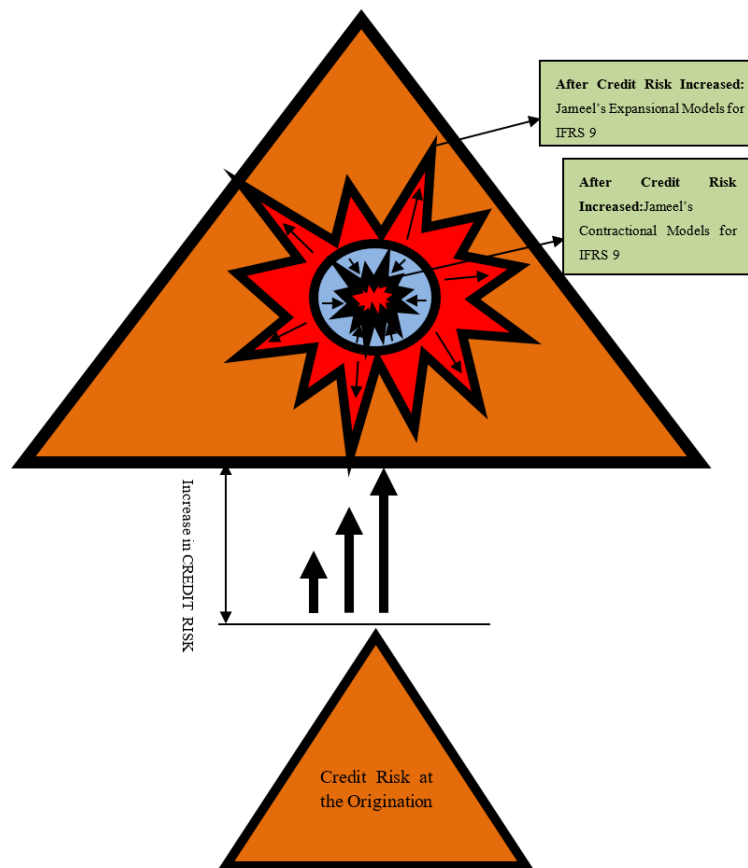 After Credit Risk Increased:
Jameel's Expansional Models for
IFRS 9
After Credit Risk
Increased:Jameel's
Contractional Models for
IFRS 9
Increase in CREDIT RISK
Credit Risk at
the Origination